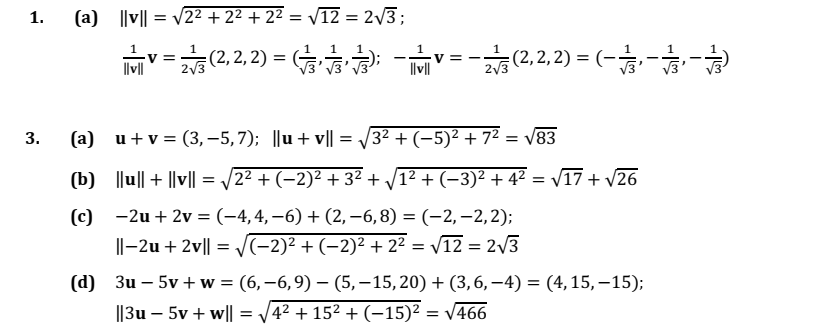 1. (a) ‖v‖ = √(2² + 2² + 2²) = √12 = 2√3 ;
1/‖v‖ v = 1/(2√3) (2, 2, 2) = (1/√3, 1/√3, 1/√3); −1/‖v‖ v = −1/(2√3) (2, 2, 2) = (−1/√3, −1/√3, −1/√3)
3. (a) u + v = (3, −5, 7); ‖u + v‖ = √(3² + (−5)² + 7²) = √83
(b) ‖u‖ + ‖v‖ = √(2² + (−2)² + 3²) + √(1² + (−3)² + 4²) = √17 + √26
(c) −2u + 2v = (−4, 4, −6) + (2, −6, 8) = (−2, −2, 2);
‖−2u + 2v‖ = √((−2)² + (−2)² + 2²) = √12 = 2√3
(d) 3u − 5v + w = (6, −6, 9) − (5, −15, 20) + (3, 6, −4) = (4, 15, −15);
‖3u − 5v + w‖ = √(4² + 15² + (−15)²) = √466